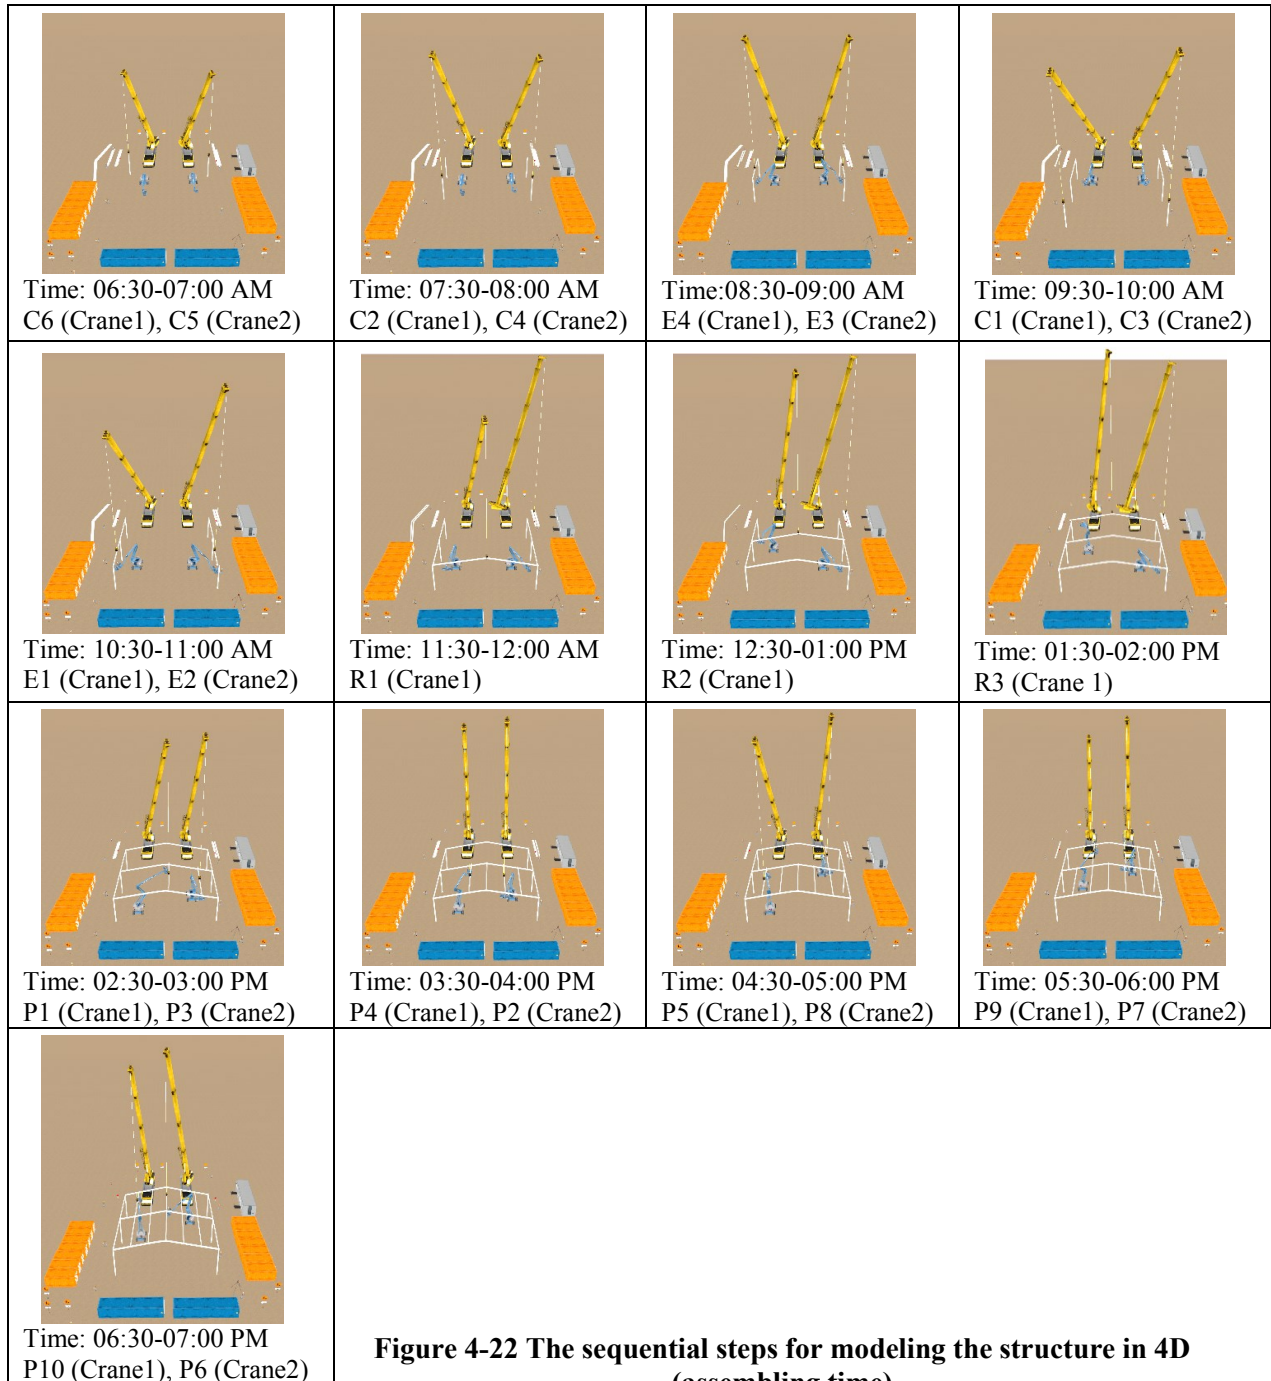 Time: 06:30-07:00 AM
C6 (Crane1), C5 (Crane2)
Time: 07:30-08:00 AM
C2 (Crane1), C4 (Crane2)
Time:08:30-09:00 AM
E4 (Crane1), E3 (Crane2)
Time: 09:30-10:00 AM
C1 (Crane1), C3 (Crane2)
Time: 10:30-11:00 AM
E1 (Crane1), E2 (Crane2)
Time: 11:30-12:00 AM
R1 (Crane1)
Time: 12:30-01:00 PM
R2 (Crane1)
Time: 01:30-02:00 PM
R3 (Crane 1)
Time: 02:30-03:00 PM
P1 (Crane1), P3 (Crane2)
Time: 03:30-04:00 PM
P4 (Crane1), P2 (Crane2)
Time: 04:30-05:00 PM
P5 (Crane1), P8 (Crane2)
Time: 05:30-06:00 PM
P9 (Crane1), P7 (Crane2)
Time: 06:30-07:00 PM
P10 (Crane1), P6 (Crane2)
Figure 4-22 The sequential steps for modeling the structure in 4D
(assembling time)